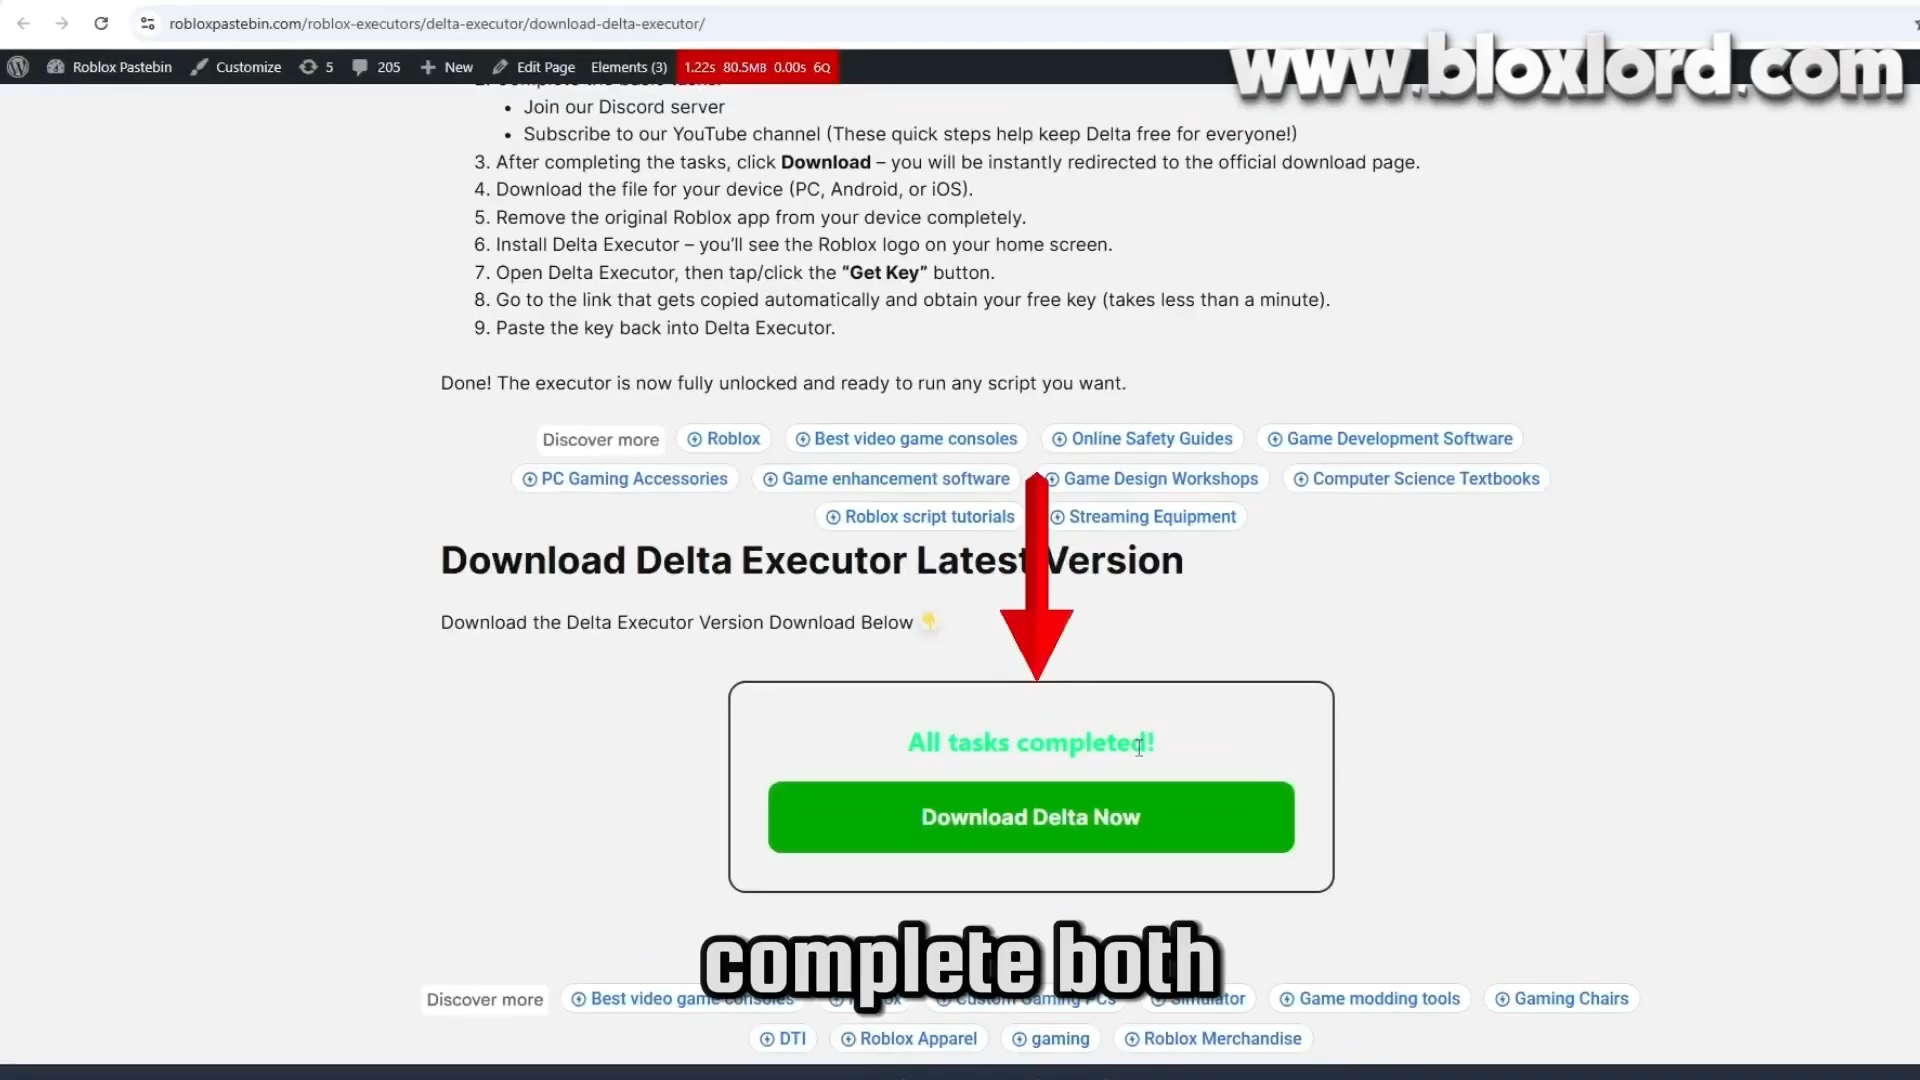 robloxpastebin.com/roblox-executors/delta-executor/download-delta-executor/
www.bloxlord.com
Roblox Pastebin Customize 5 205 New Edit Page Elements (3) 1.22s 80.5MB 0.00s 6Q
• Join our Discord server
• Subscribe to our YouTube channel (These quick steps help keep Delta free for everyone!)
3. After completing the tasks, click Download – you will be instantly redirected to the official download page.
4. Download the file for your device (PC, Android, or iOS).
5. Remove the original Roblox app from your device completely.
6. Install Delta Executor – you’ll see the Roblox logo on your home screen.
7. Open Delta Executor, then tap/click the “Get Key” button.
8. Go to the link that gets copied automatically and obtain your free key (takes less than a minute).
9. Paste the key back into Delta Executor.
Done! The executor is now fully unlocked and ready to run any script you want.
Discover more Roblox Best video game consoles Online Safety Guides Game Development Software
PC Gaming Accessories Game enhancement software Game Design Workshops Computer Science Textbooks
Roblox script tutorials Streaming Equipment
Download Delta Executor Latest Version
Download the Delta Executor Version Download Below 👇
All tasks completed!
Download Delta Now
complete both
Discover more Best video game consoles Custom Gaming PCs Simulator Game modding tools Gaming Chairs
DTI Roblox Apparel gaming Roblox Merchandise